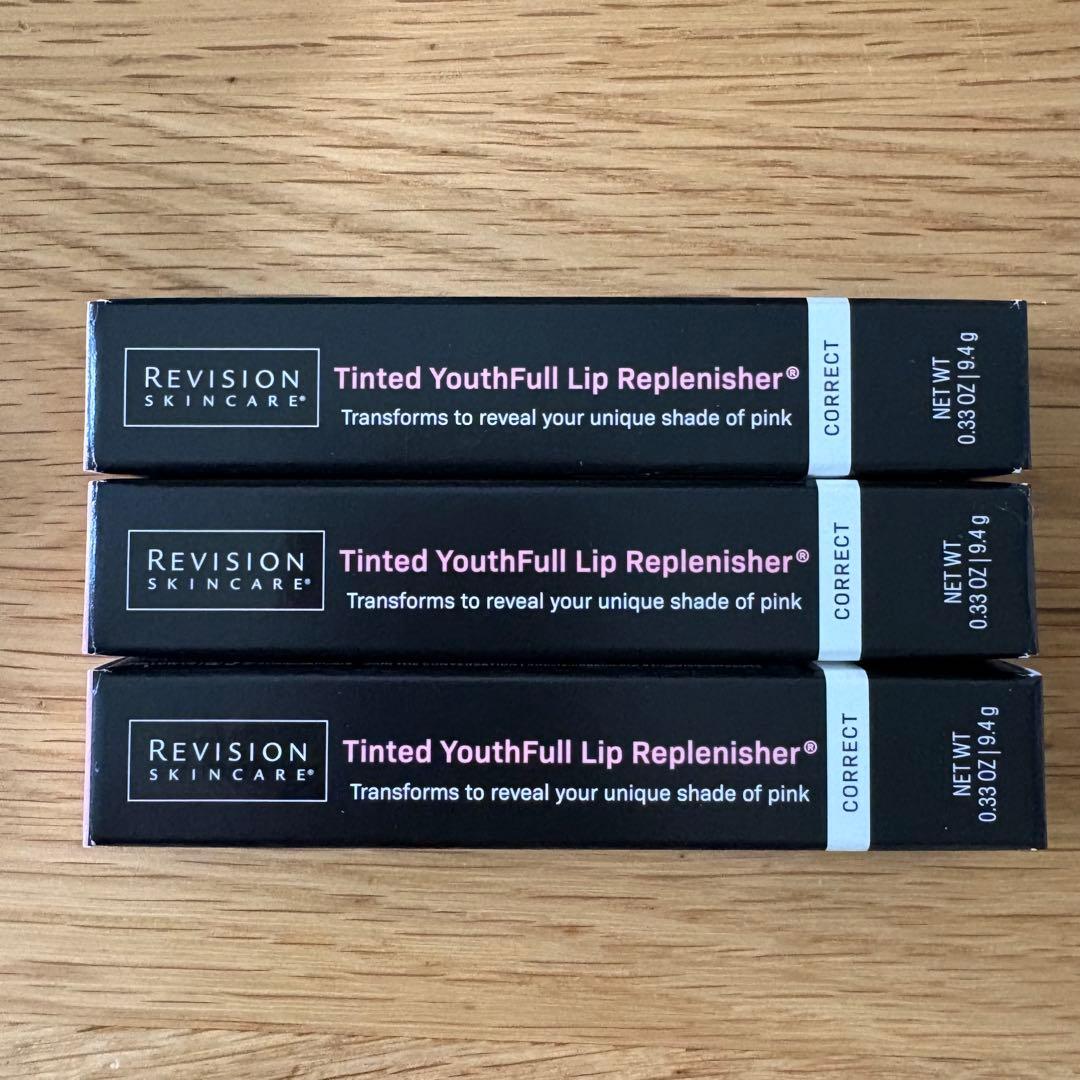 REVISION
SKINCARE®
Tinted YouthFull Lip Replenisher®
Transforms to reveal your unique shade of pink
CORRECT
NET WT
0.33 OZ | 9.4 g
REVISION
SKINCARE®
Tinted YouthFull Lip Replenisher®
Transforms to reveal your unique shade of pink
CORRECT
NET WT
0.33 OZ | 9.4 g
REVISION
SKINCARE®
Tinted YouthFull Lip Replenisher®
Transforms to reveal your unique shade of pink
CORRECT
NET WT
0.33 OZ | 9.4 g